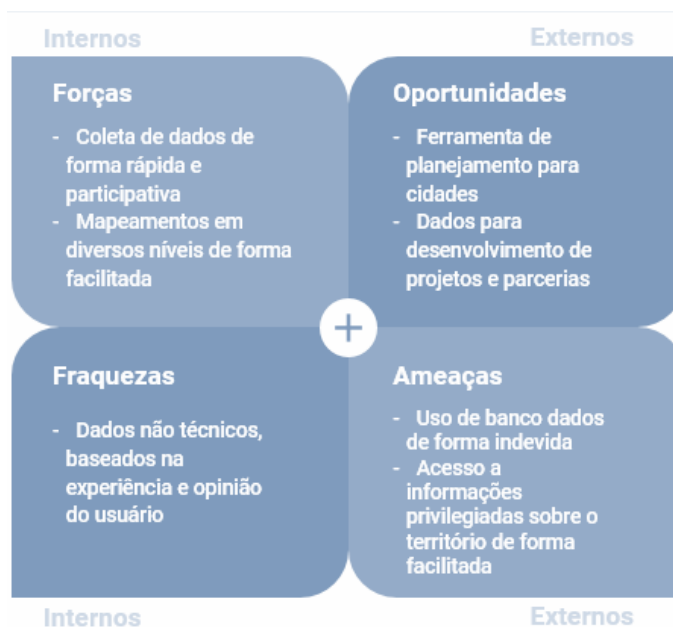 Internos
Externos
Forças
- Coleta de dados de
forma rápida e
participativa
- Mapeamentos em
diversos níveis de forma
facilitada
Oportunidades
- Ferramenta de
planejamento para
cidades
- Dados para
desenvolvimento de
projetos e parcerias
+
Fraquezas
- Dados não técnicos,
baseados na
experiência e opinião
do usuário
Ameaças
- Uso de banco dados
de forma indevida
- Acesso a
informações
privilegiadas sobre o
território de forma
facilitada
Internos
Externos